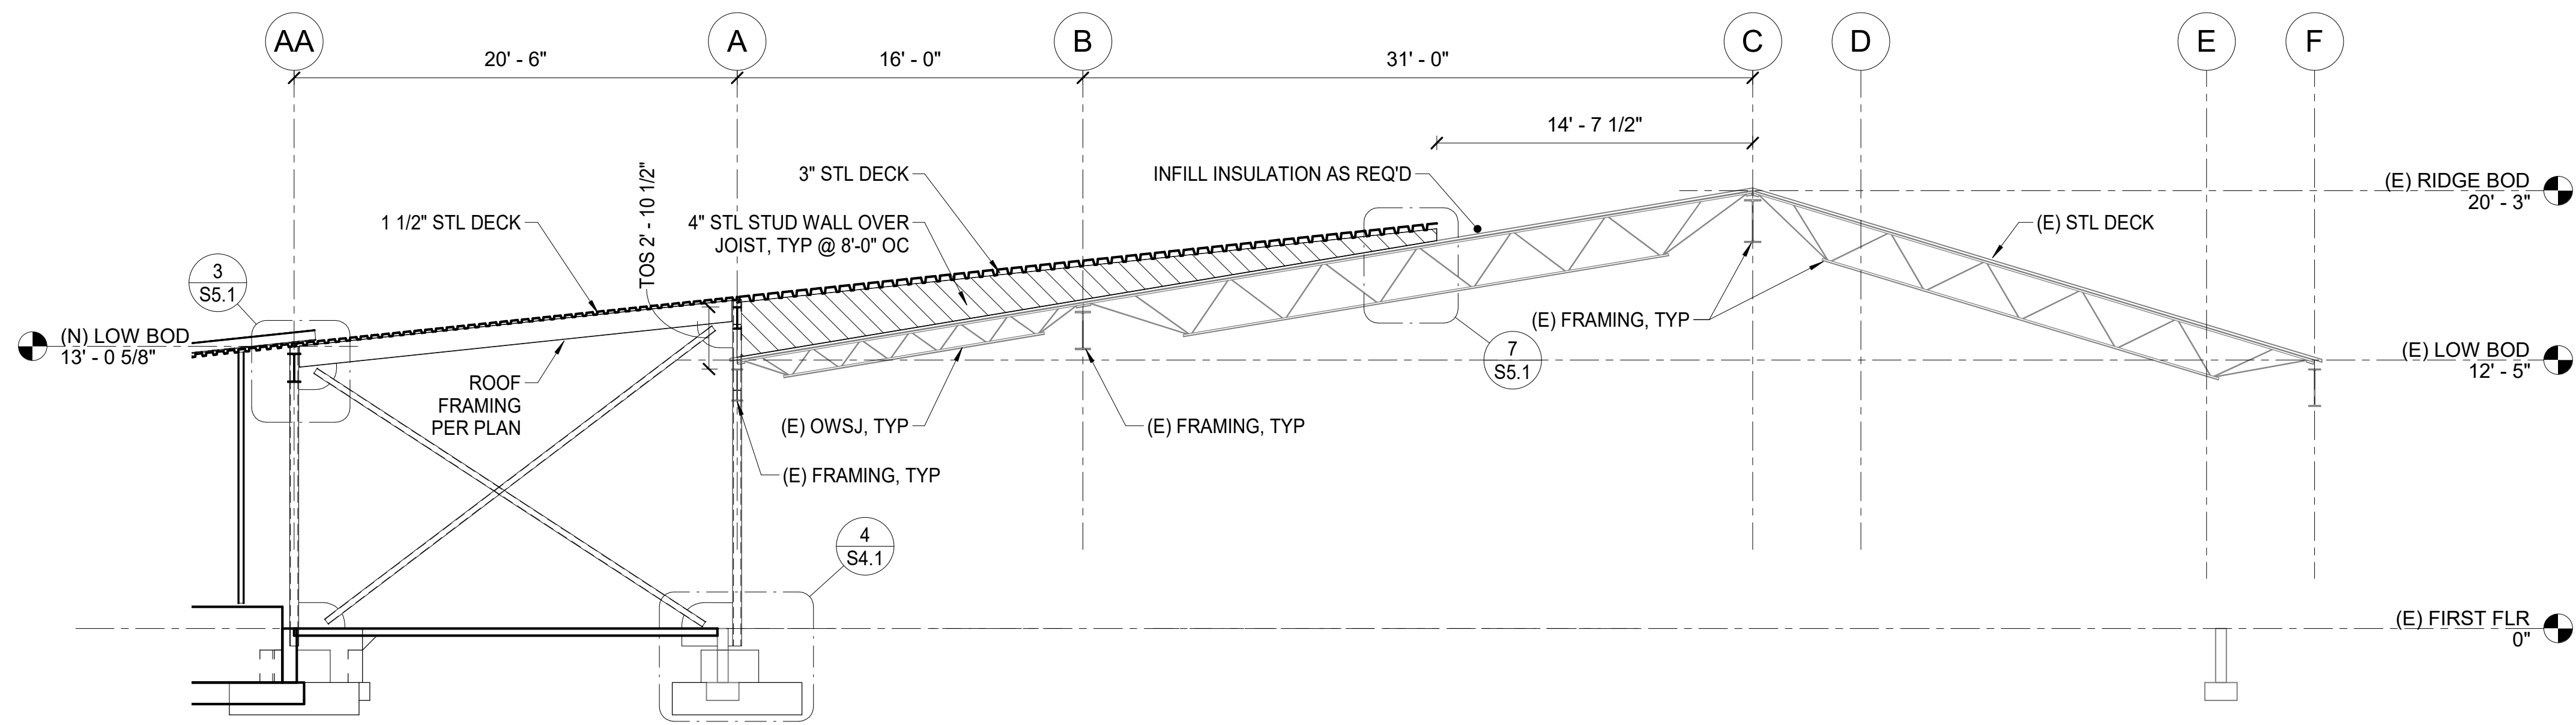 AA
A
B
C
D
E
F
20' - 6"
16' - 0"
31' - 0"
14' - 7 1/2"
3" STL DECK
INFILL INSULATION AS REQ'D
(E) RIDGE BOD
20' - 3"
1 1/2" STL DECK
4" STL STUD WALL OVER
JOIST, TYP @ 8'-0" OC
TOS 2' - 10 1/2"
(E) STL DECK
3
S5.1
(N) LOW BOD
13' - 0 5/8"
(E) FRAMING, TYP
7
S5.1
(E) LOW BOD
12' - 5"
ROOF
FRAMING
PER PLAN
(E) OWSJ, TYP
(E) FRAMING, TYP
(E) FRAMING, TYP
4
S4.1
(E) FIRST FLR
0"